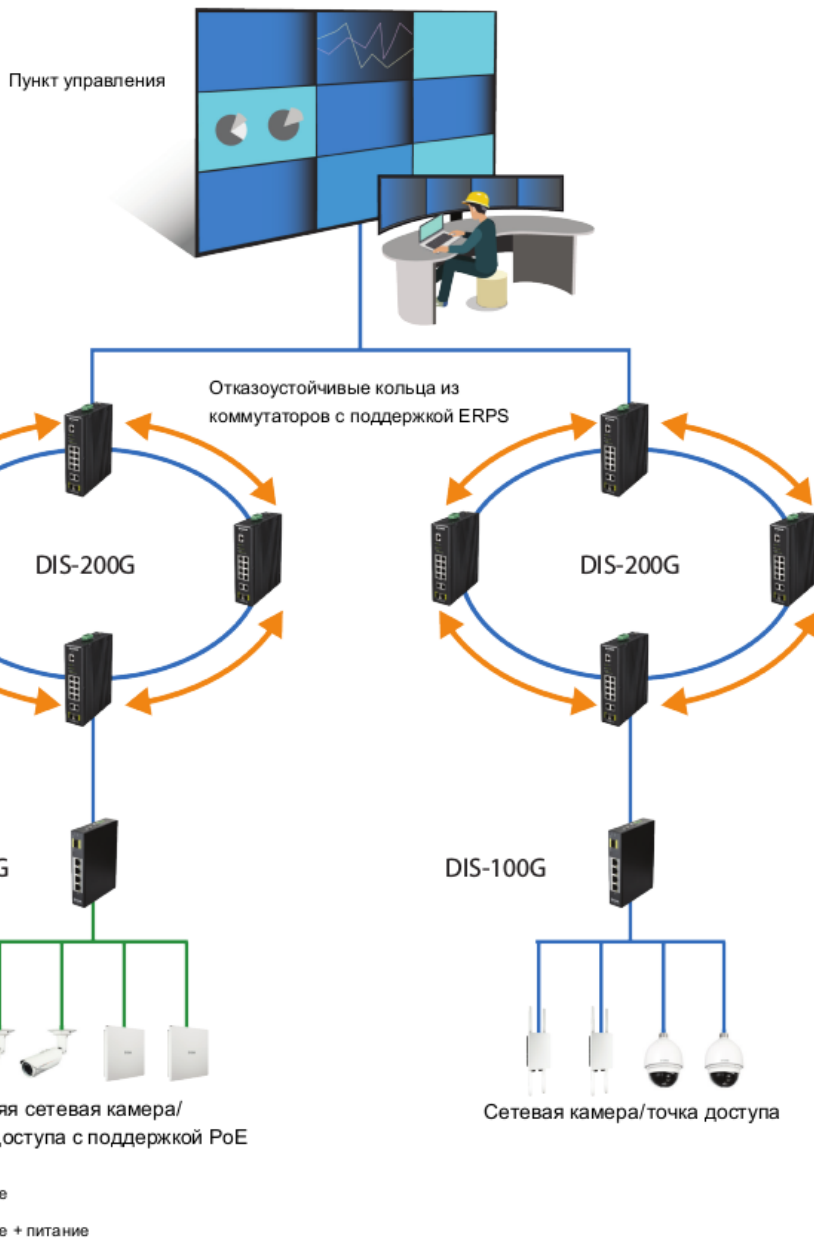 Пункт управления
Отказоустойчивые кольца из
коммутаторов с поддержкой ERPS
DIS-200G
DIS-200G
G
DIS-100G
яя сетевая камера/
доступа с поддержкой PoE
Сетевая камера/точка доступа
е
е + питание